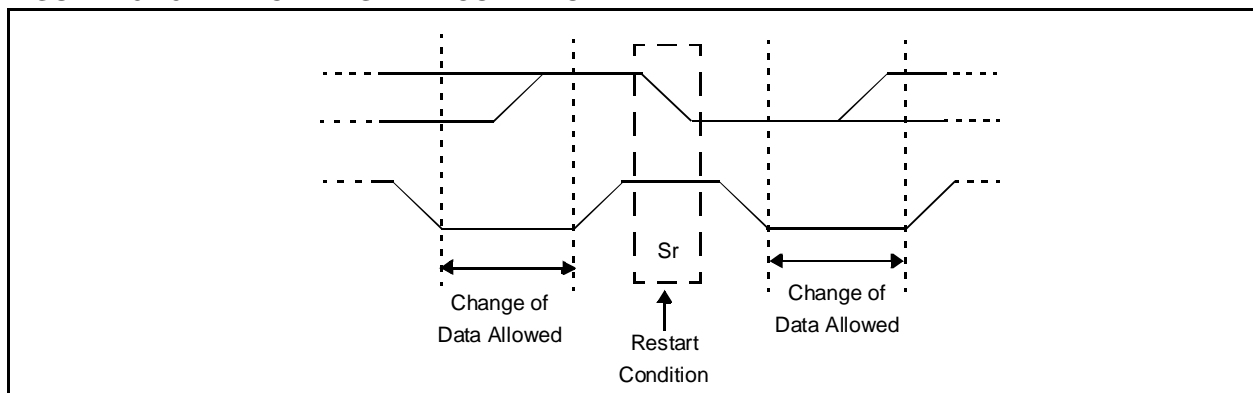 Sr
Change of
Data Allowed
Restart
Condition
Change of
Data Allowed